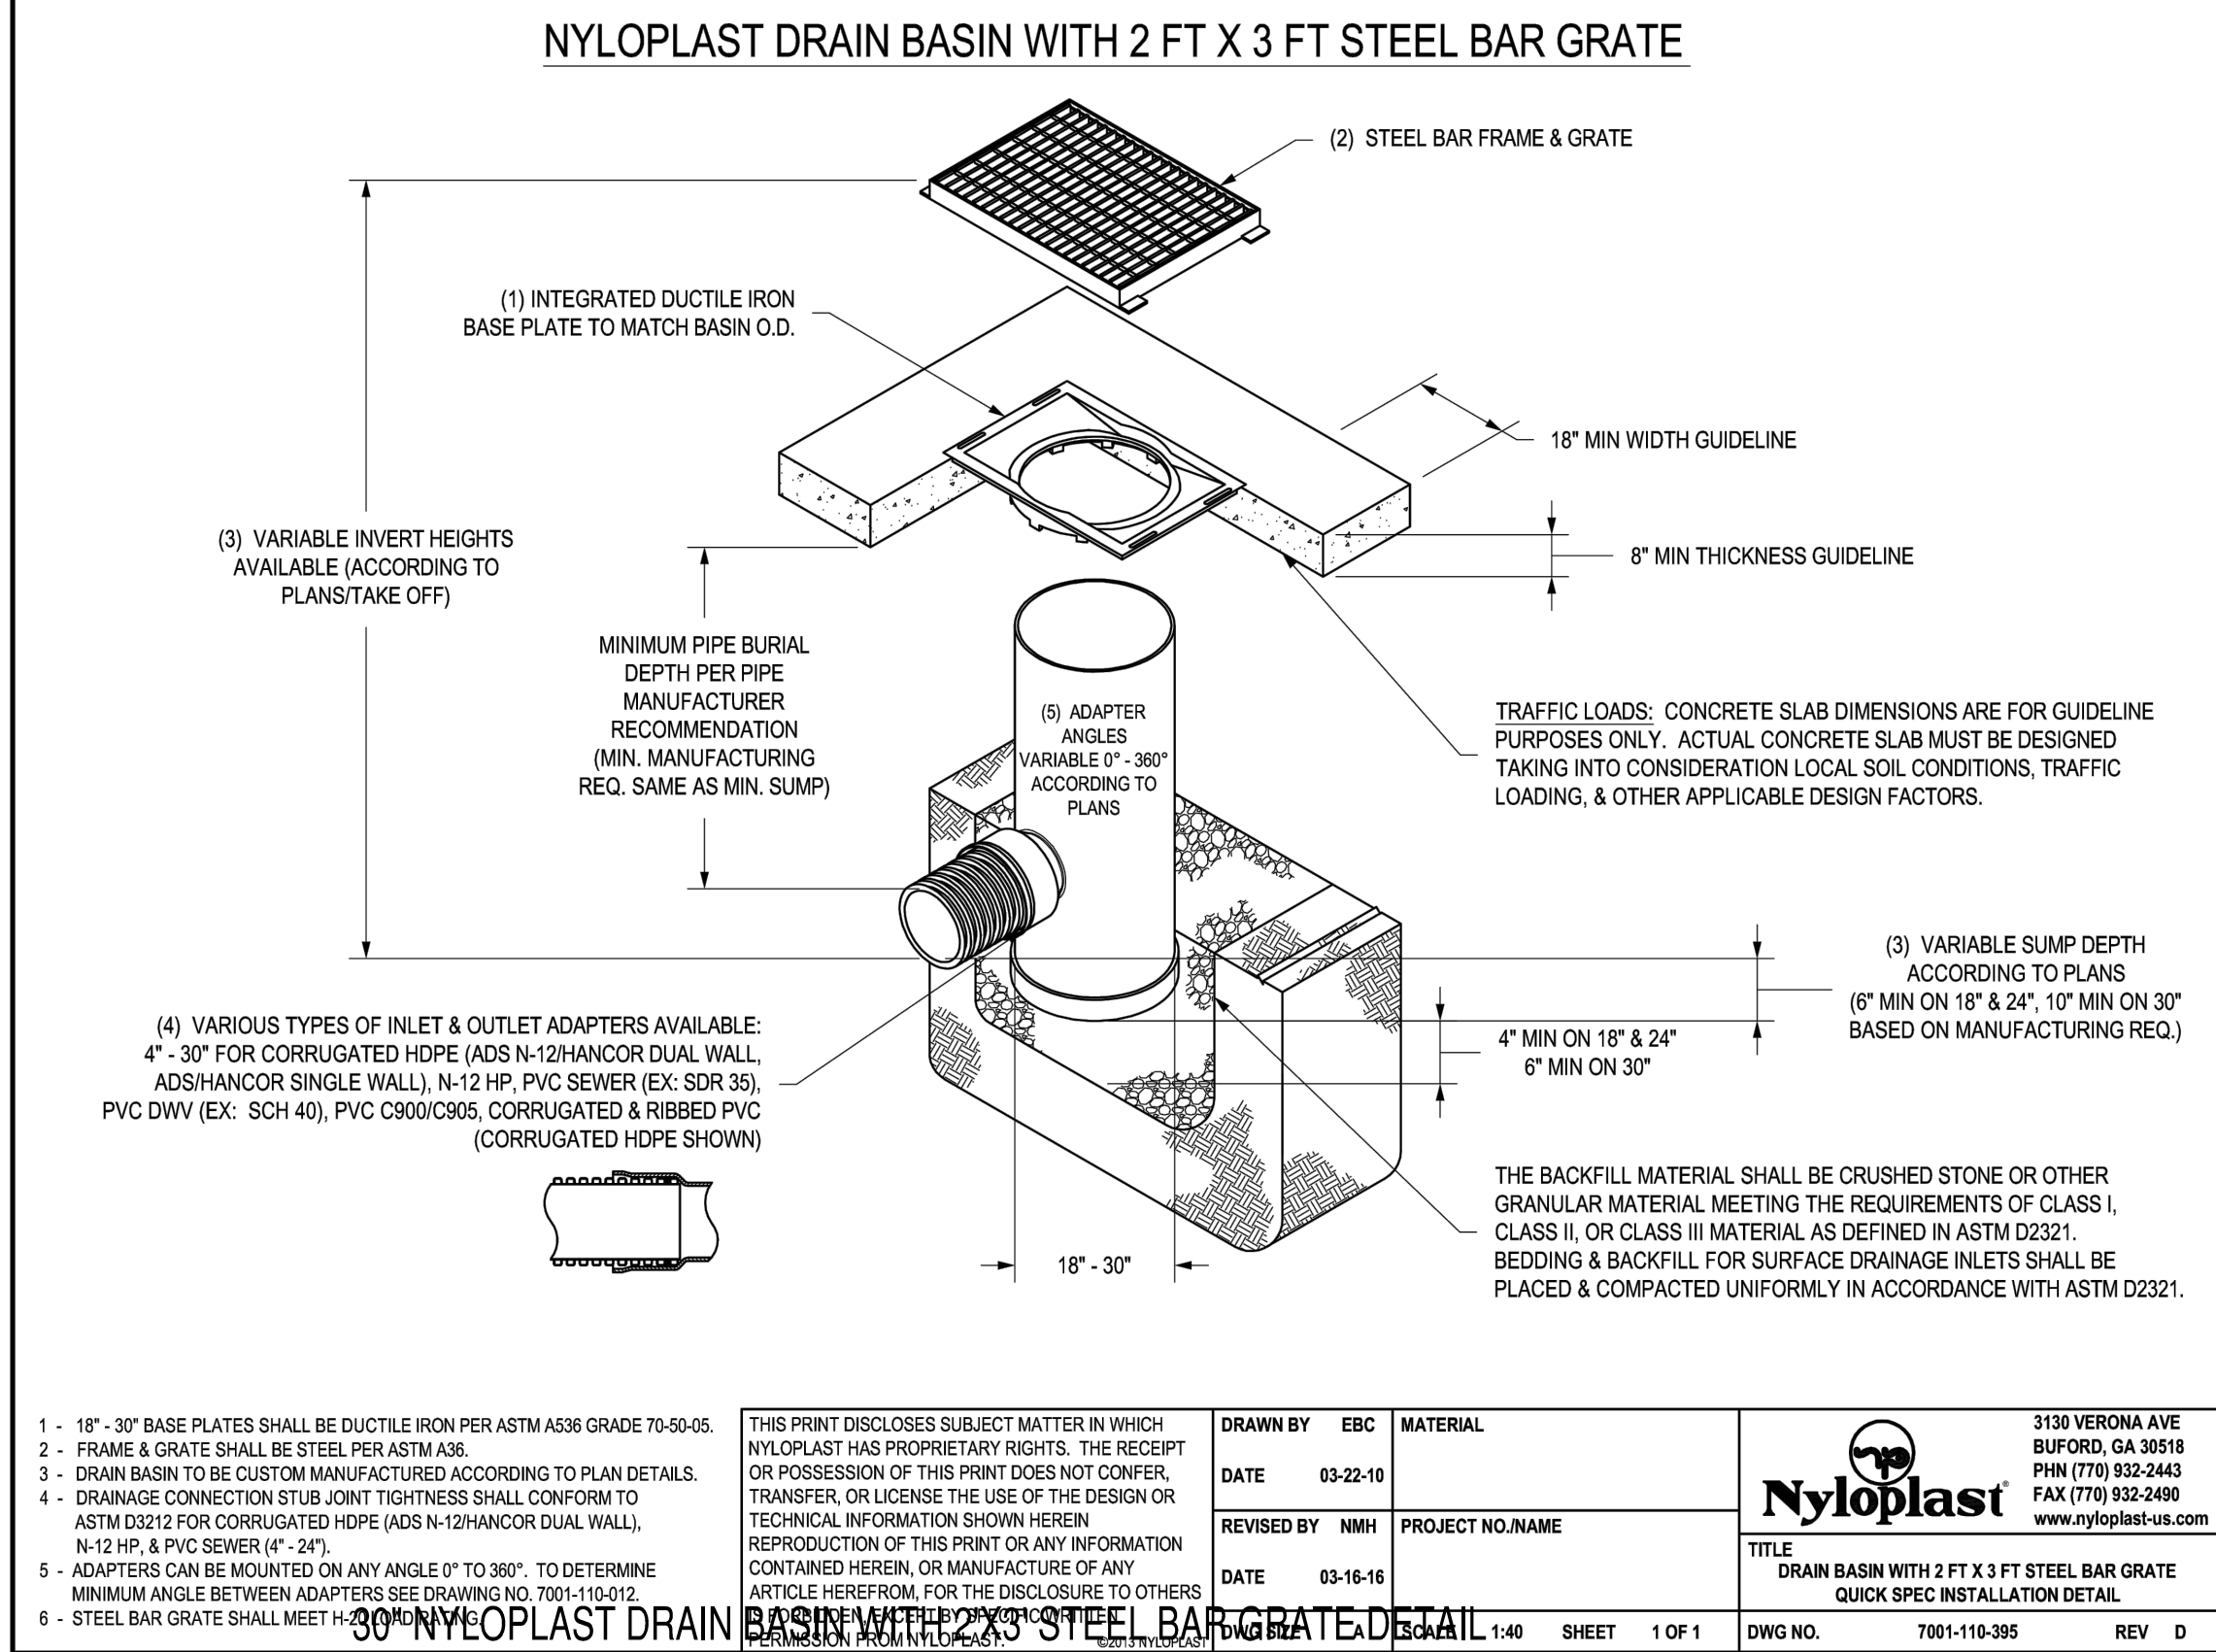 NYLOPLAST DRAIN BASIN WITH 2 FT X 3 FT STEEL BAR GRATE
(2) STEEL BAR FRAME & GRATE
(1) INTEGRATED DUCTILE IRON
BASE PLATE TO MATCH BASIN O.D.
18" MIN WIDTH GUIDELINE
8" MIN THICKNESS GUIDELINE
(3) VARIABLE INVERT HEIGHTS
AVAILABLE (ACCORDING TO
PLANS/TAKE OFF)
MINIMUM PIPE BURIAL
DEPTH PER PIPE
MANUFACTURER
RECOMMENDATION
(MIN. MANUFACTURING
REQ. SAME AS MIN. SUMP)
(5) ADAPTER
ANGLES
VARIABLE 0° - 360°
ACCORDING TO
PLANS
TRAFFIC LOADS: CONCRETE SLAB DIMENSIONS ARE FOR GUIDELINE
PURPOSES ONLY. ACTUAL CONCRETE SLAB MUST BE DESIGNED
TAKING INTO CONSIDERATION LOCAL SOIL CONDITIONS, TRAFFIC
LOADING, & OTHER APPLICABLE DESIGN FACTORS.
(3) VARIABLE SUMP DEPTH
ACCORDING TO PLANS
(6" MIN ON 18" & 24", 10" MIN ON 30"
BASED ON MANUFACTURING REQ.)
4" MIN ON 18" & 24"
6" MIN ON 30"
(4) VARIOUS TYPES OF INLET & OUTLET ADAPTERS AVAILABLE:
4" - 30" FOR CORRUGATED HDPE (ADS N-12/HANCOR DUAL WALL,
ADS/HANCOR SINGLE WALL), N-12 HP, PVC SEWER (EX: SDR 35),
PVC DWV (EX: SCH 40), PVC C900/C905, CORRUGATED & RIBBED PVC
(CORRUGATED HDPE SHOWN)
THE BACKFILL MATERIAL SHALL BE CRUSHED STONE OR OTHER
GRANULAR MATERIAL MEETING THE REQUIREMENTS OF CLASS I,
CLASS II, OR CLASS III MATERIAL AS DEFINED IN ASTM D2321.
BEDDING & BACKFILL FOR SURFACE DRAINAGE INLETS SHALL BE
PLACED & COMPACTED UNIFORMLY IN ACCORDANCE WITH ASTM D2321.
18" - 30"
1 - 18" - 30" BASE PLATES SHALL BE DUCTILE IRON PER ASTM A536 GRADE 70-50-05.
2 - FRAME & GRATE SHALL BE STEEL PER ASTM A36.
3 - DRAIN BASIN TO BE CUSTOM MANUFACTURED ACCORDING TO PLAN DETAILS.
4 - DRAINAGE CONNECTION STUB JOINT TIGHTNESS SHALL CONFORM TO
ASTM D3212 FOR CORRUGATED HDPE (ADS N-12/HANCOR DUAL WALL),
N-12 HP, & PVC SEWER (4" - 24").
5 - ADAPTERS CAN BE MOUNTED ON ANY ANGLE 0° TO 360°. TO DETERMINE
MINIMUM ANGLE BETWEEN ADAPTERS SEE DRAWING NO. 7001-110-012.
6 - STEEL BAR GRATE SHALL MEET H-20 LOAD RATING.
THIS PRINT DISCLOSES SUBJECT MATTER IN WHICH
NYLOPLAST HAS PROPRIETARY RIGHTS. THE RECEIPT
OR POSSESSION OF THIS PRINT DOES NOT CONFER,
TRANSFER, OR LICENSE THE USE OF THE DESIGN OR
TECHNICAL INFORMATION SHOWN HEREIN
REPRODUCTION OF THIS PRINT OR ANY INFORMATION
CONTAINED HEREIN, OR MANUFACTURE OF ANY
ARTICLE HEREFROM, FOR THE DISCLOSURE TO OTHERS
IS FORBIDDEN, EXCEPT BY SPECIFIC WRITTEN
PERMISSION FROM NYLOPLAST.
©2013 NYLOPLAST
30" NYLOPLAST DRAIN BASIN WITH 2'X3' STEEL BAR GRATE DETAIL
DRAWN BY EBC
DATE 03-22-10
REVISED BY NMH
DATE 03-16-16
DWG SIZE A
MATERIAL
PROJECT NO./NAME
SCALE 1:40 SHEET 1 OF 1
Nyloplast®
3130 VERONA AVE
BUFORD, GA 30518
PHN (770) 932-2443
FAX (770) 932-2490
www.nyloplast-us.com
TITLE
DRAIN BASIN WITH 2 FT X 3 FT STEEL BAR GRATE
QUICK SPEC INSTALLATION DETAIL
DWG NO. 7001-110-395 REV D